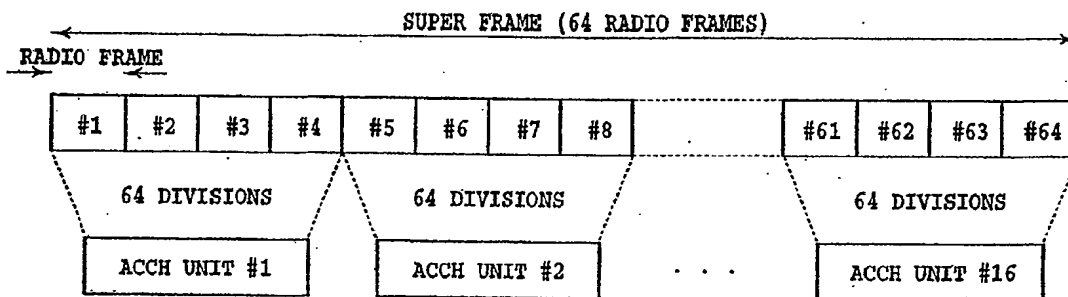 SUPER FRAME (64 RADIO FRAMES)
RADIO FRAME
#1 #2 #3 #4 #5 #6 #7 #8 #61 #62 #63 #64
64 DIVISIONS 64 DIVISIONS 64 DIVISIONS
ACCH UNIT #1 ACCH UNIT #2 . . . ACCH UNIT #16